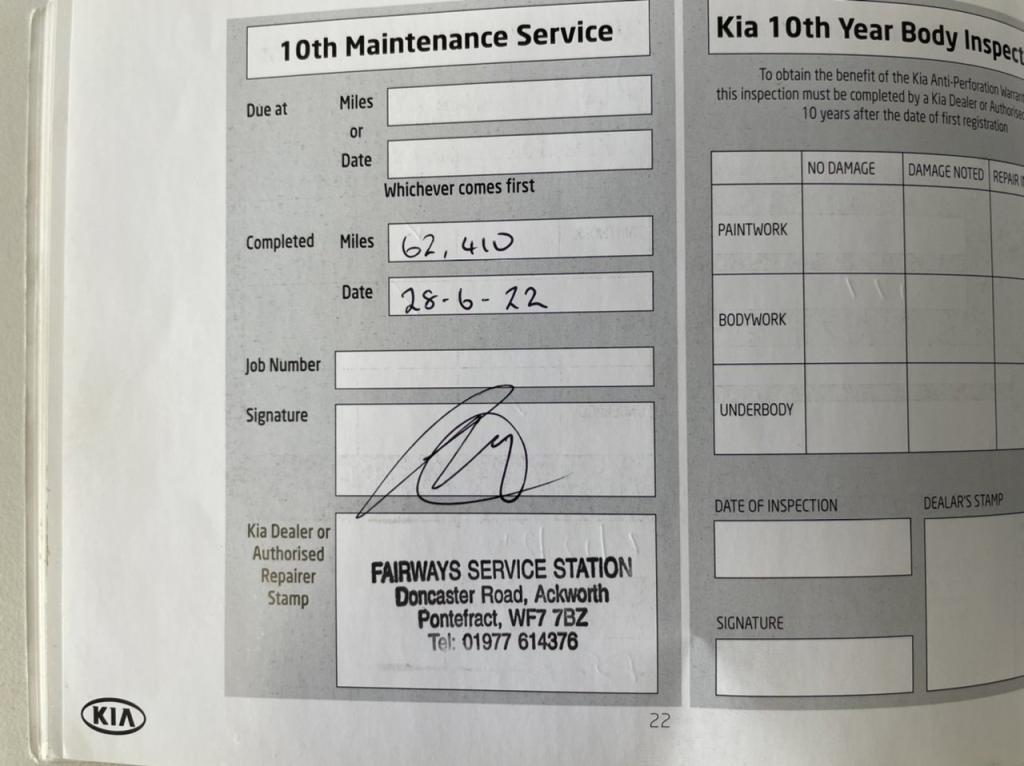 10th Maintenance Service
Due at
Miles
or
Date
Whichever comes first
Completed
Miles
62,410
Date
28-6-22
Job Number
Signature
Kia Dealer or
Authorised
Repairer
Stamp
FAIRWAYS SERVICE STATION
Doncaster Road, Ackworth
Pontefract, WF7 7BZ
Tel: 01977 614376
KIA
22
Kia 10th Year Body Inspect
To obtain the benefit of the Kia Anti-Perforation Warran
this inspection must be completed by a Kia Dealer or Authorise
10 years after the date of first registration
NO DAMAGE
DAMAGE NOTED
REPAIR
PAINTWORK
BODYWORK
UNDERBODY
DATE OF INSPECTION
DEALAR'S STAMP
SIGNATURE